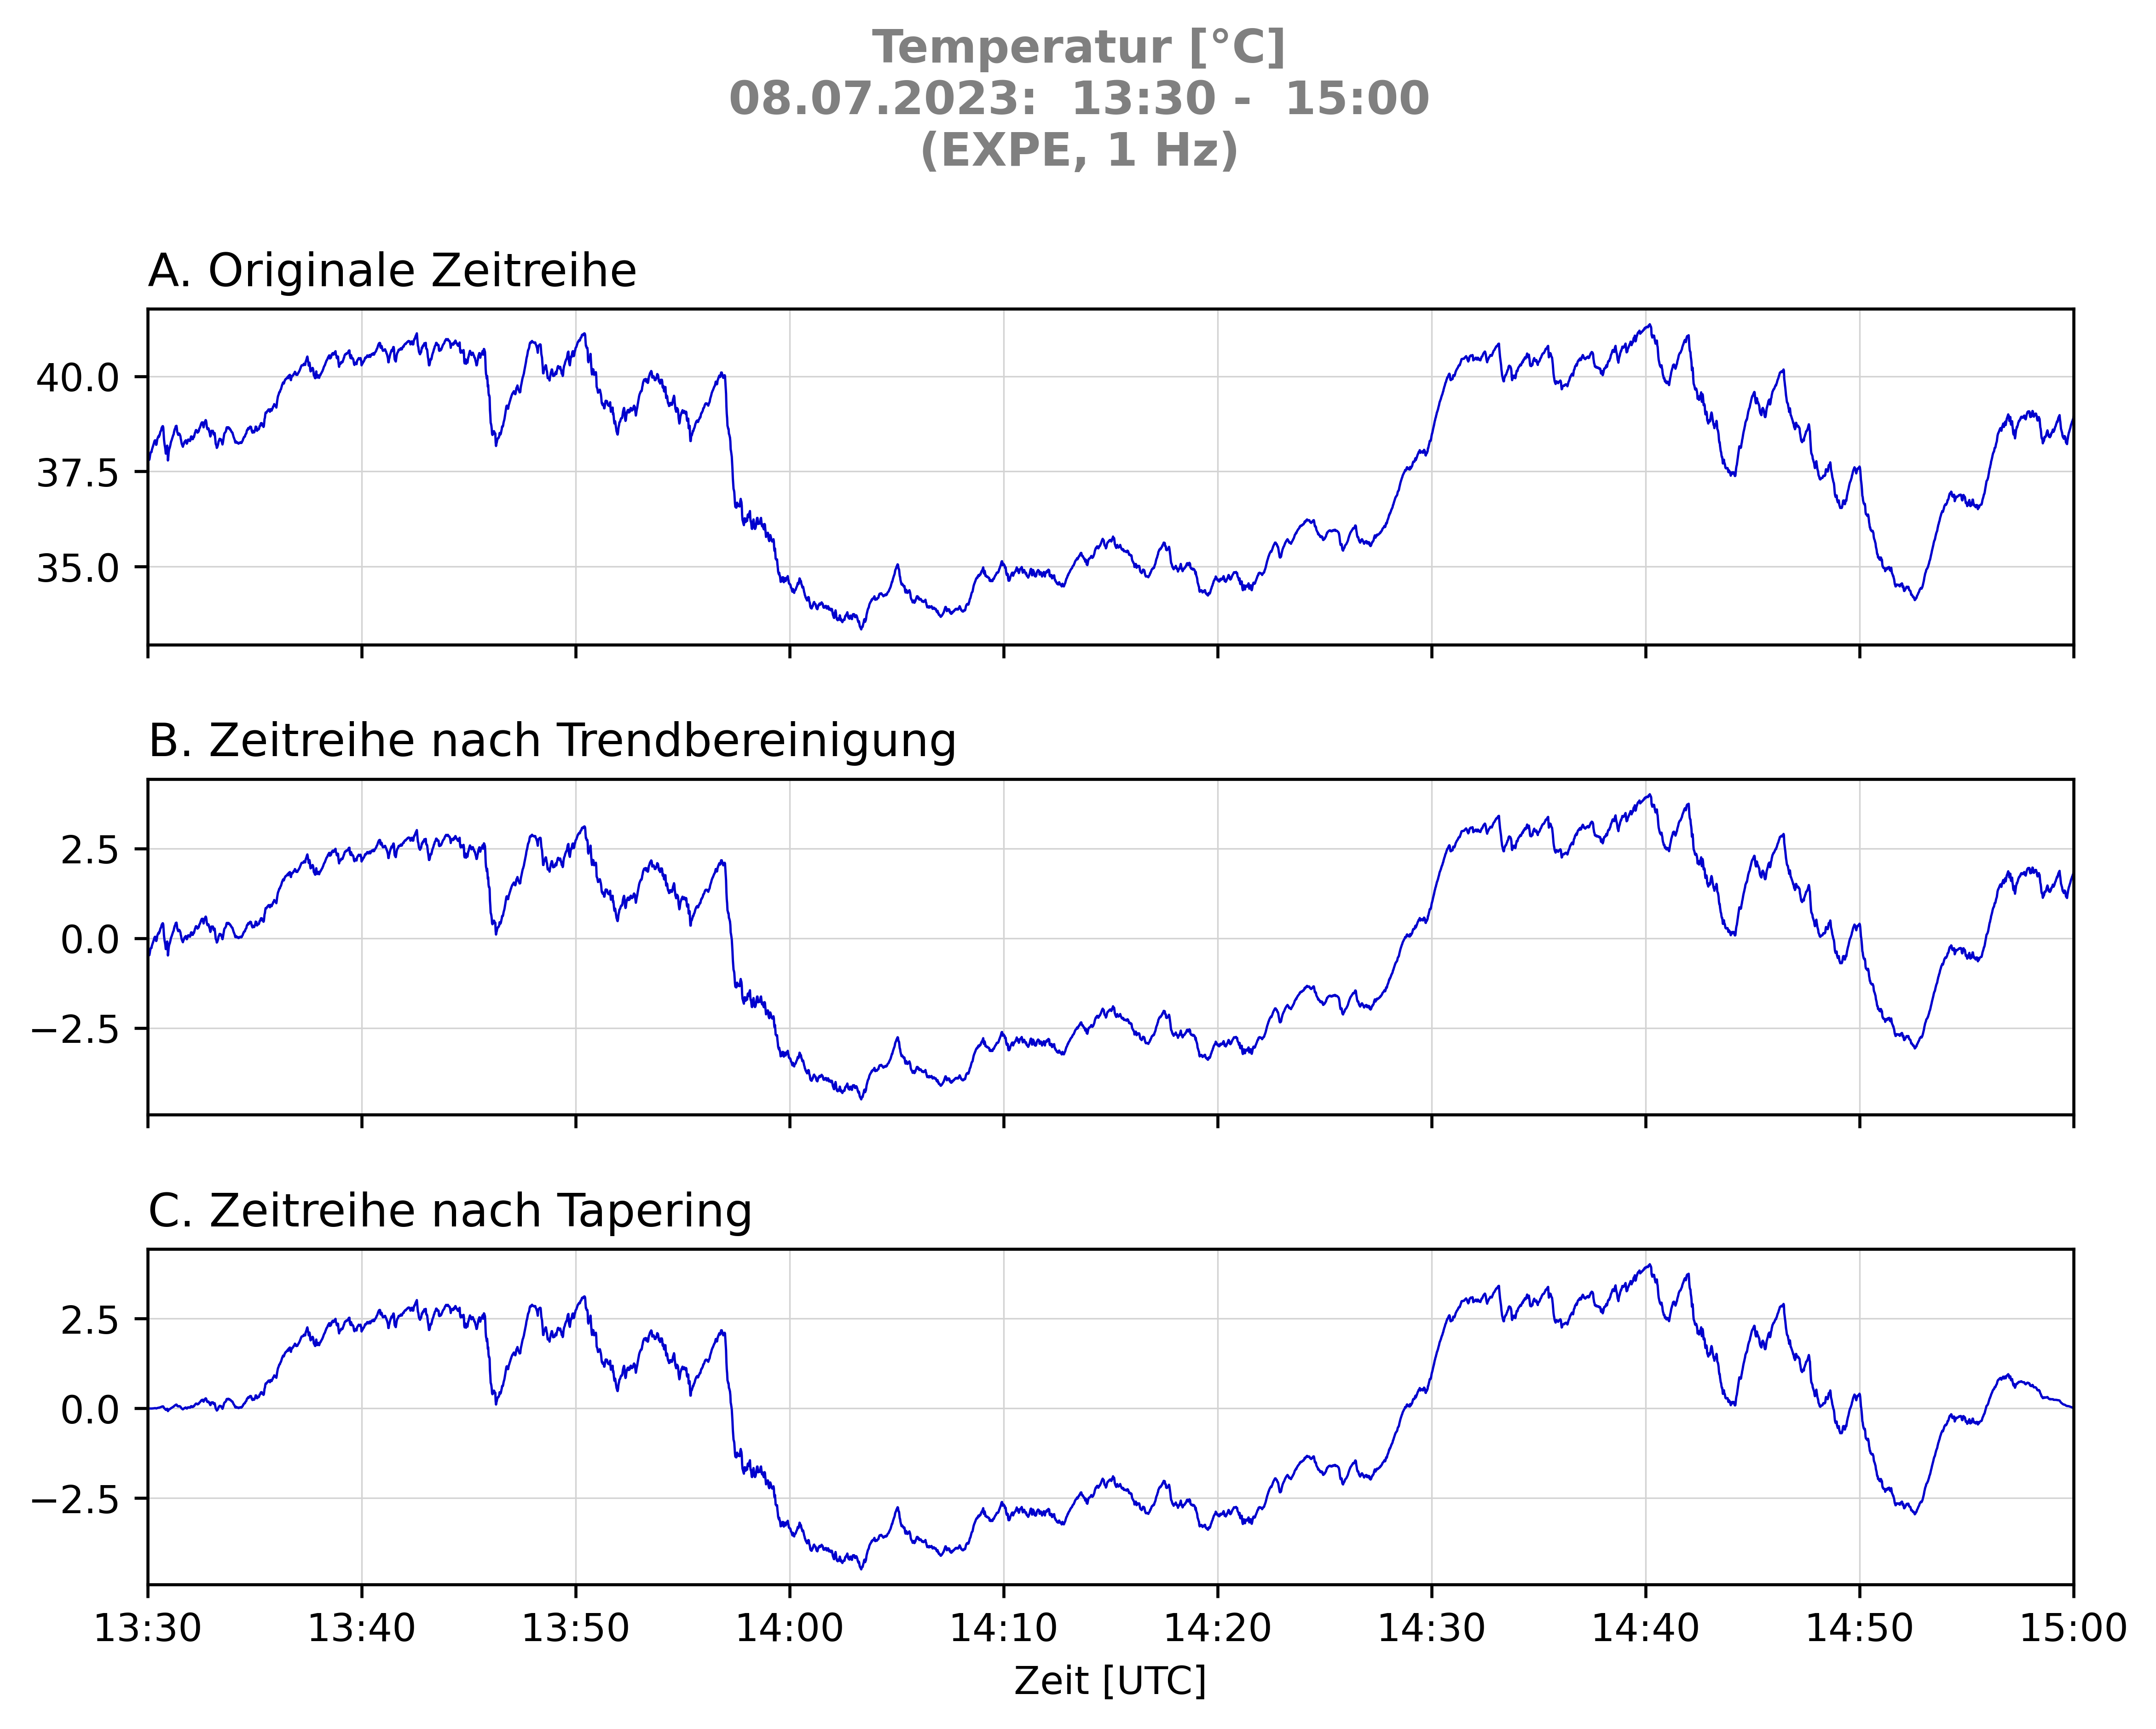 Temperatur [°C]
08.07.2023:  13:30 -  15:00
(EXPE, 1 Hz)
A. Originale Zeitreihe
40.0
37.5
35.0
B. Zeitreihe nach Trendbereinigung
2.5
0.0
−2.5
C. Zeitreihe nach Tapering
2.5
0.0
−2.5
13:30 13:40 13:50 14:00 14:10 14:20 14:30 14:40 14:50 15:00
Zeit [UTC]